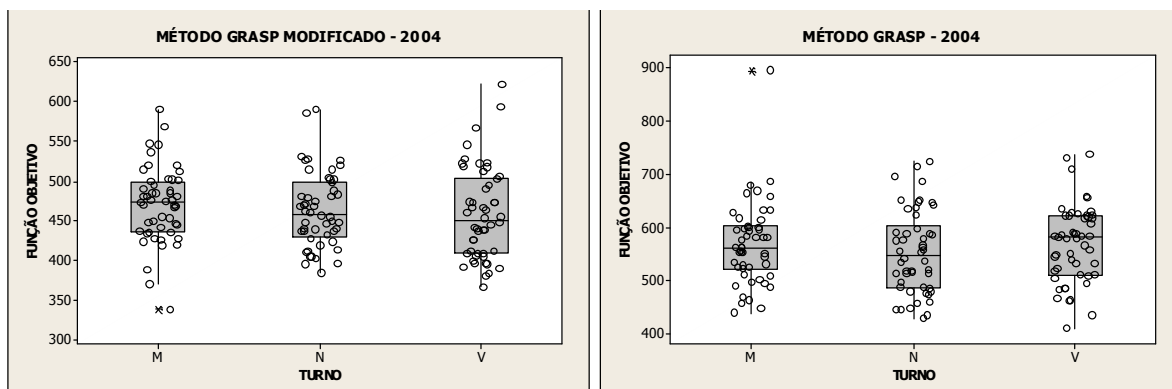 MÉTODO GRASP MODIFICADO - 2004
FUNÇÃO OBJETIVO
650
600
550
500
450
400
350
300
M N V
TURNO
MÉTODO GRASP - 2004
FUNÇÃO OBJETIVO
900
800
700
600
500
400
M N V
TURNO